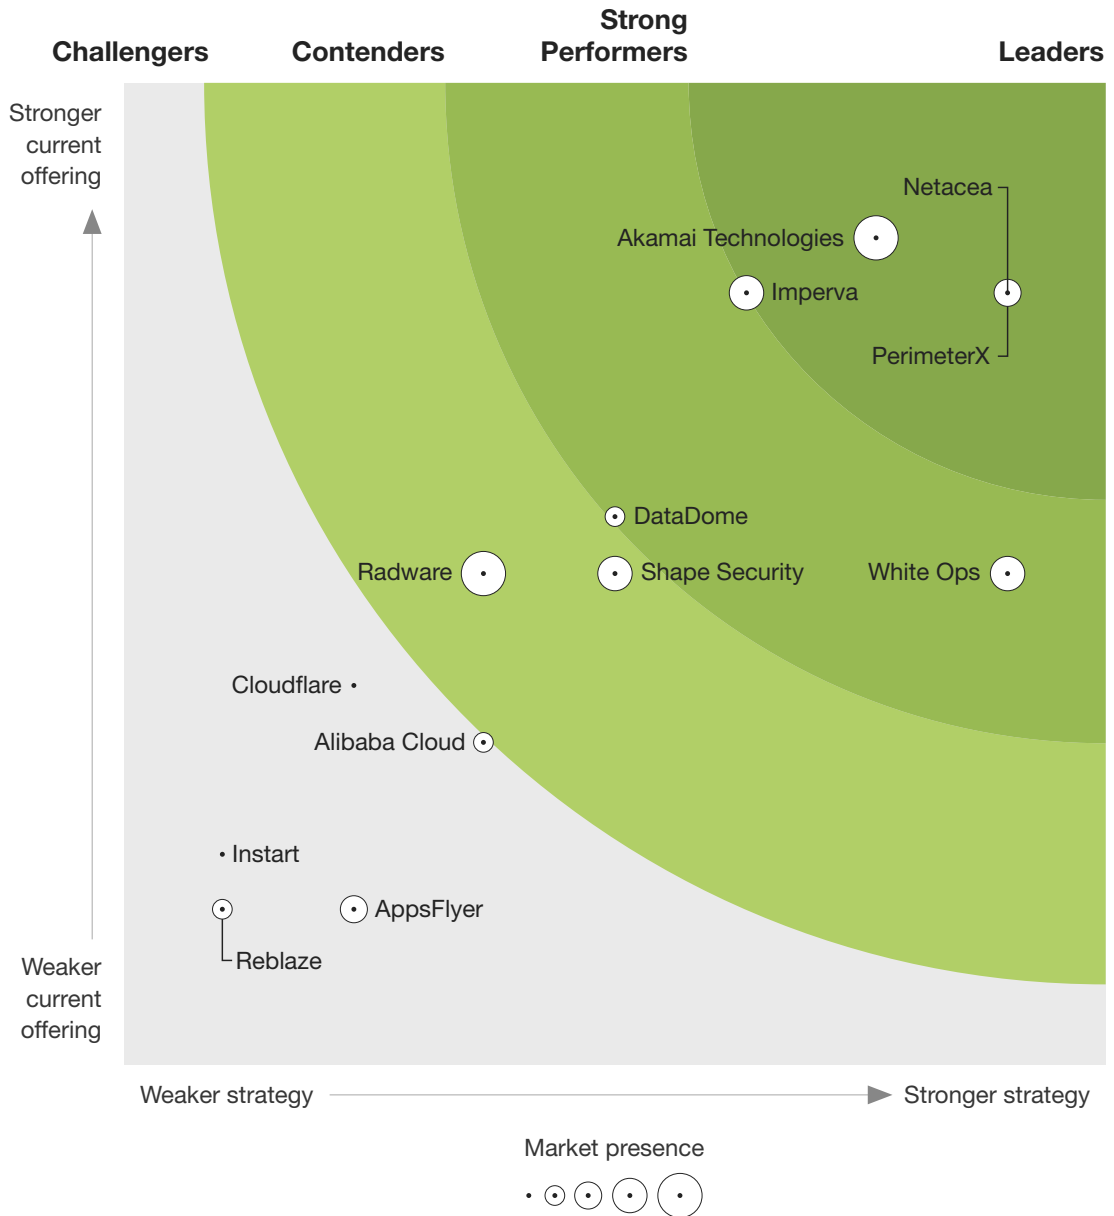 Challengers
Contenders
Strong
Performers
Leaders
Stronger
current
offering
Netacea
Akamai Technologies
Imperva
PerimeterX
DataDome
Radware
Shape Security
White Ops
Cloudflare
Alibaba Cloud
Instart
AppsFlyer
Reblaze
Weaker
current
offering
Weaker strategy
Stronger strategy
Market presence